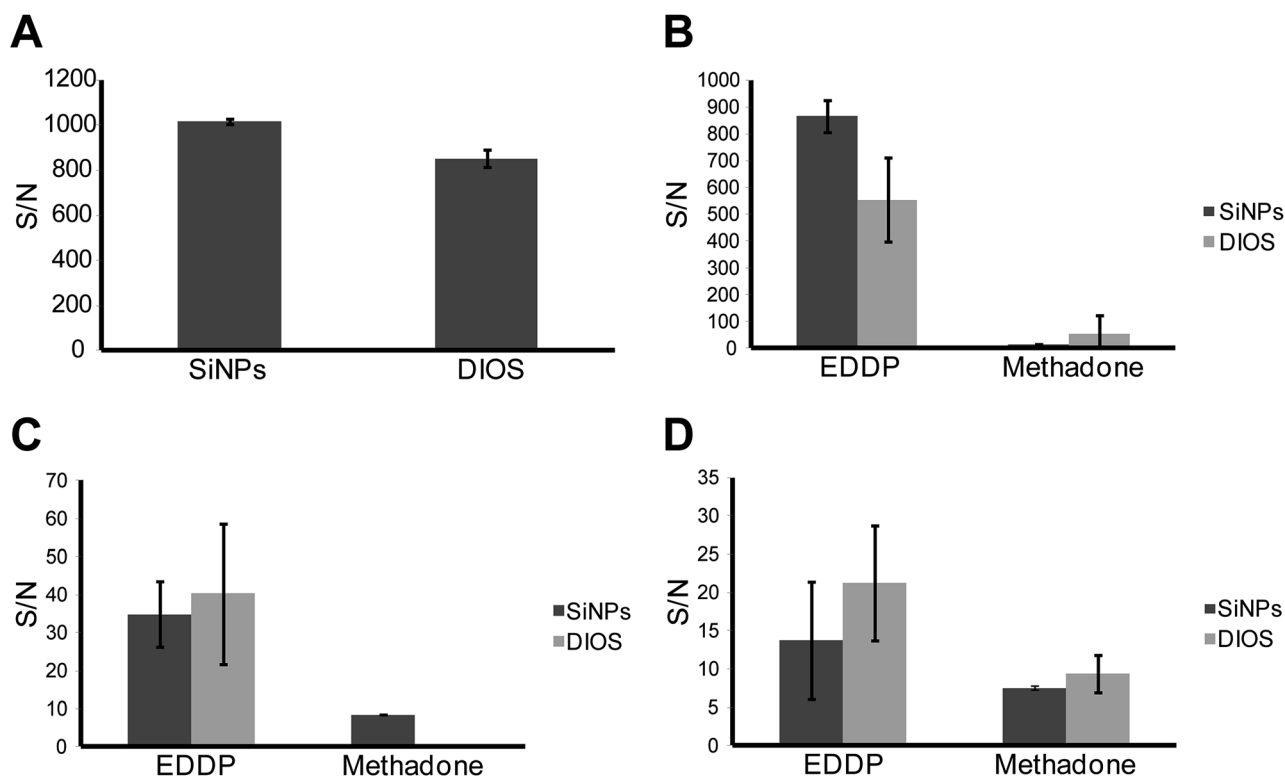 A
1200
1000
800
600
400
200
0
S/N
SiNPs DIOS
B
1000
900
800
700
600
500
400
300
200
100
0
S/N
EDDP Methadone
SiNPs
DIOS
C
70
60
50
40
30
20
10
0
S/N
EDDP Methadone
SiNPs
DIOS
D
35
30
25
20
15
10
5
0
S/N
EDDP Methadone
SiNPs
DIOS